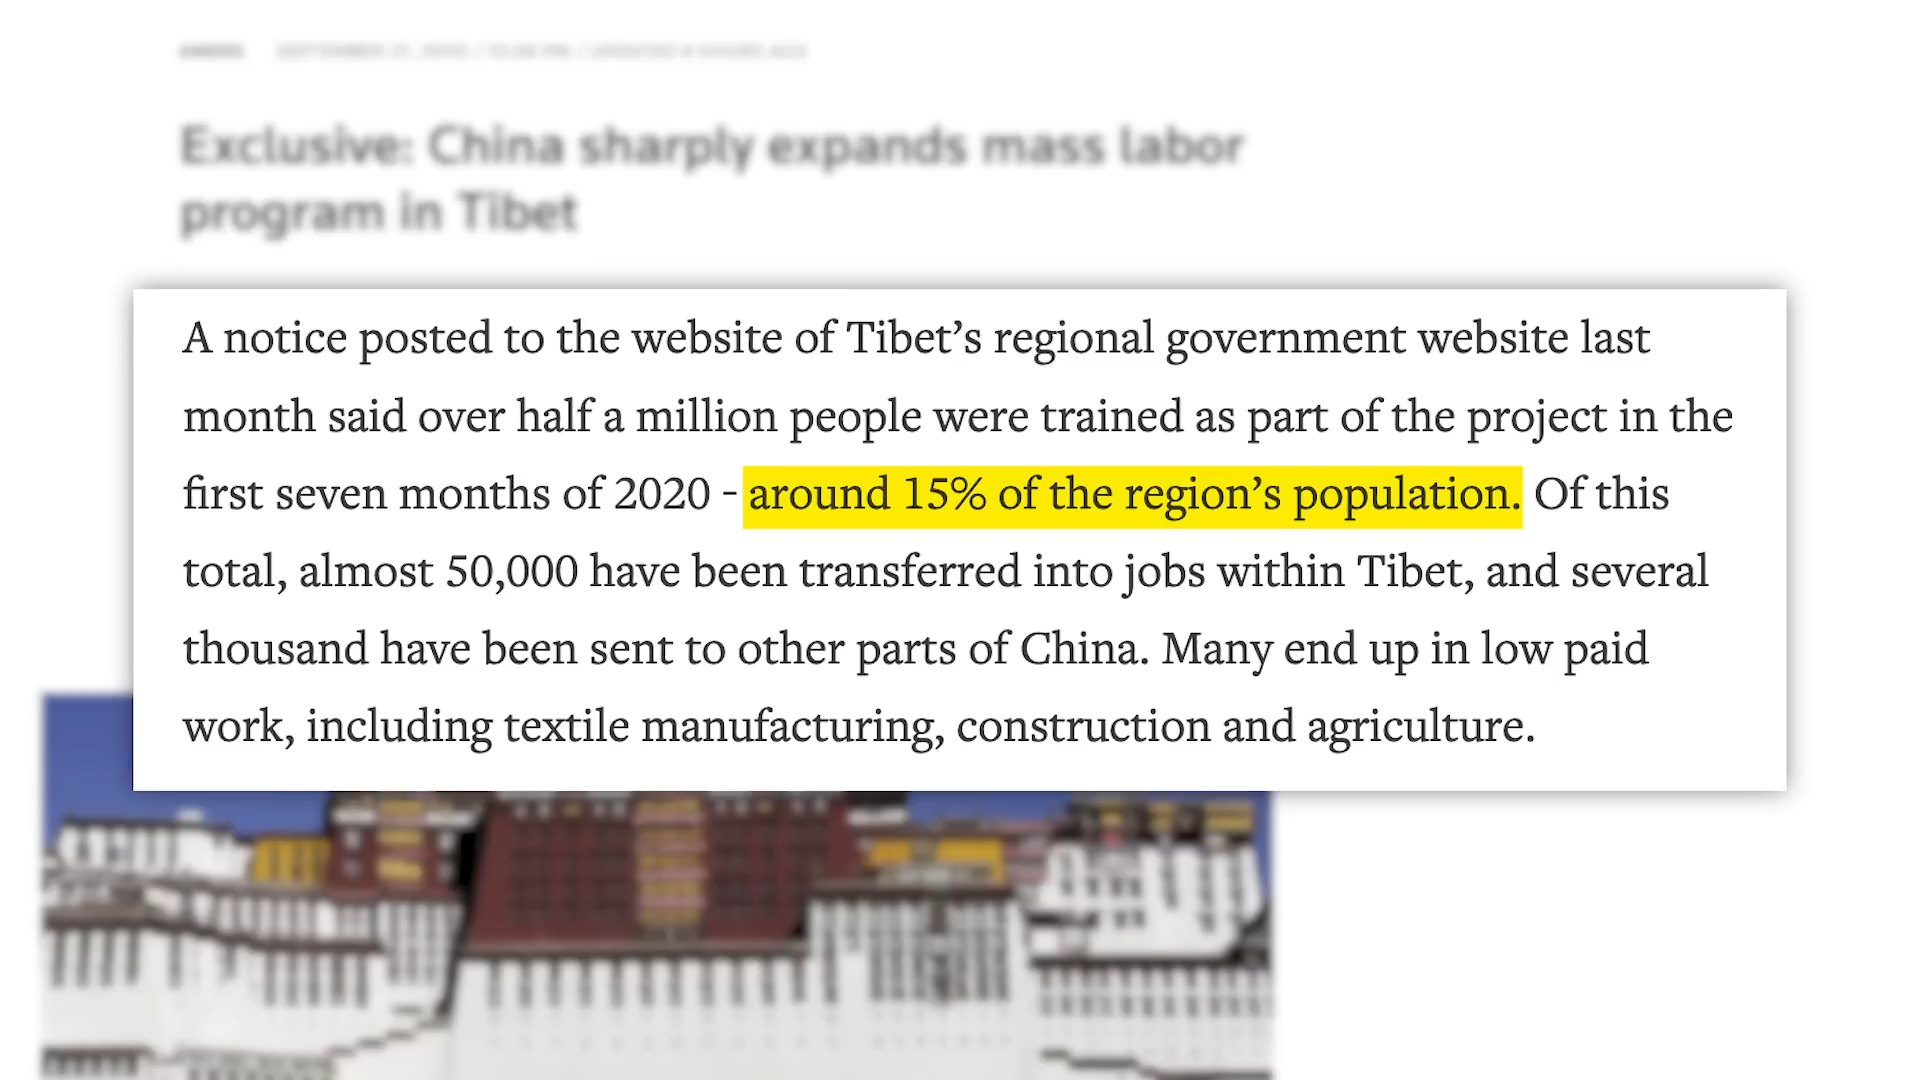 Exclusive: China sharply expands mass labor
program in Tibet
A notice posted to the website of Tibet’s regional government website last
month said over half a million people were trained as part of the project in the
first seven months of 2020 - around 15% of the region’s population. Of this
total, almost 50,000 have been transferred into jobs within Tibet, and several
thousand have been sent to other parts of China. Many end up in low paid
work, including textile manufacturing, construction and agriculture.